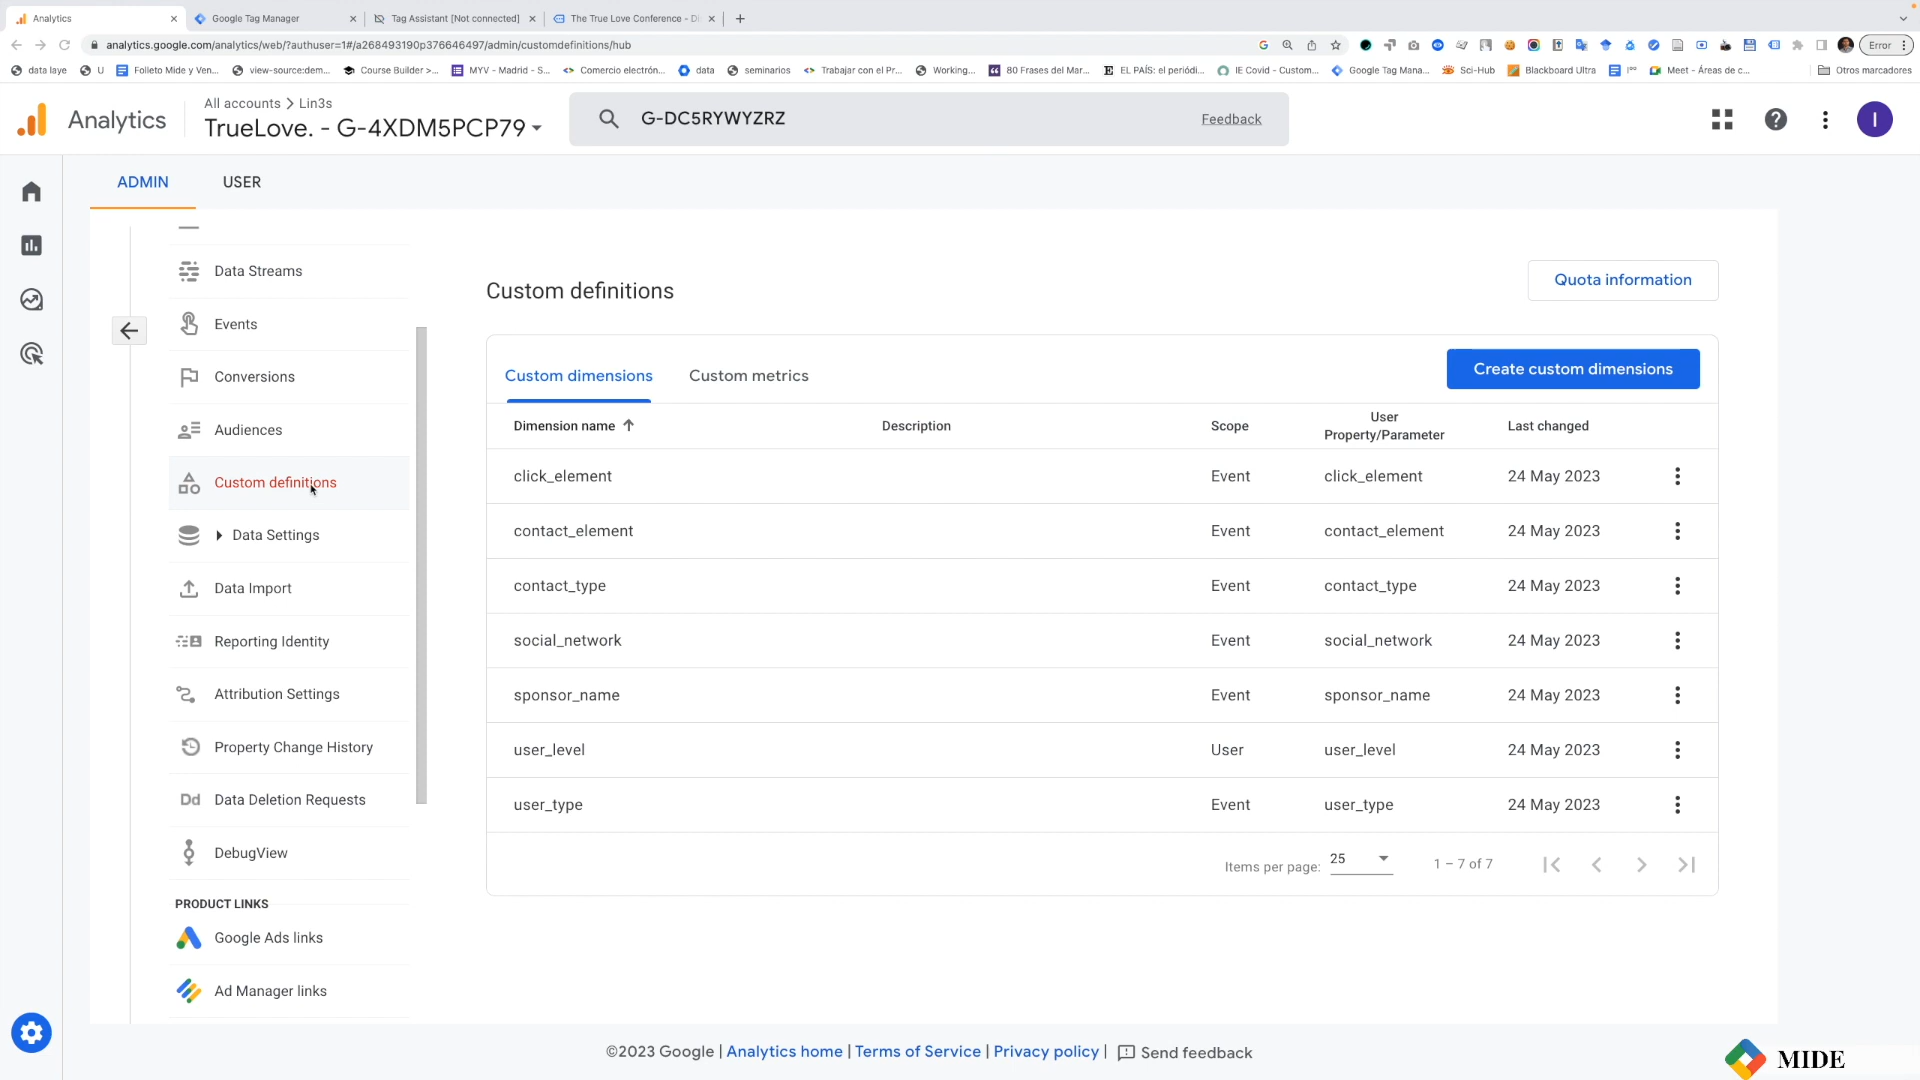 Analytics
Google Tag Manager
Tag Assistant [Not connected]
The True Love Conference - Di
analytics.google.com/analytics/web/?authuser=1#/a268493190p376646497/admin/customdefinitions/hub
Error
data laye
U
Folleto Mide y Ven...
view-source:dem...
Course Builder >...
MYV - Madrid - S...
Comercio electrón...
data
seminarios
Trabajar con el Pr...
Working...
80 Frases del Mar...
EL PAÍS: el periódi...
IE Covid - Custom...
Google Tag Mana...
Sci-Hub
Blackboard Ultra
Meet - Áreas de c...
Otros marcadores
Analytics
All accounts > Lin3s
TrueLove. - G-4XDM5PCP79
G-DC5RYWYZRZ
Feedback
I
ADMIN
USER
Data Streams
Events
Conversions
Audiences
Custom definitions
Data Settings
Data Import
Reporting Identity
Attribution Settings
Property Change History
Dd Data Deletion Requests
DebugView
PRODUCT LINKS
Google Ads links
Ad Manager links
Custom definitions
Quota information
Custom dimensions
Custom metrics
Create custom dimensions
Dimension name Description Scope User Property/Parameter Last changed
click_element Event click_element 24 May 2023
contact_element Event contact_element 24 May 2023
contact_type Event contact_type 24 May 2023
social_network Event social_network 24 May 2023
sponsor_name Event sponsor_name 24 May 2023
user_level User user_level 24 May 2023
user_type Event user_type 24 May 2023
Items per page: 25 1 – 7 of 7
©2023 Google | Analytics home | Terms of Service | Privacy policy | Send feedback
MIDE